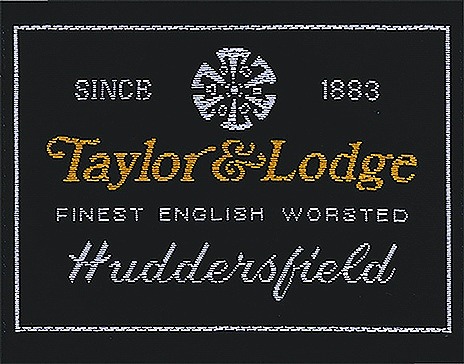 SINCE 1883
Taylor & Lodge
FINEST ENGLISH WORSTED
Huddersfield